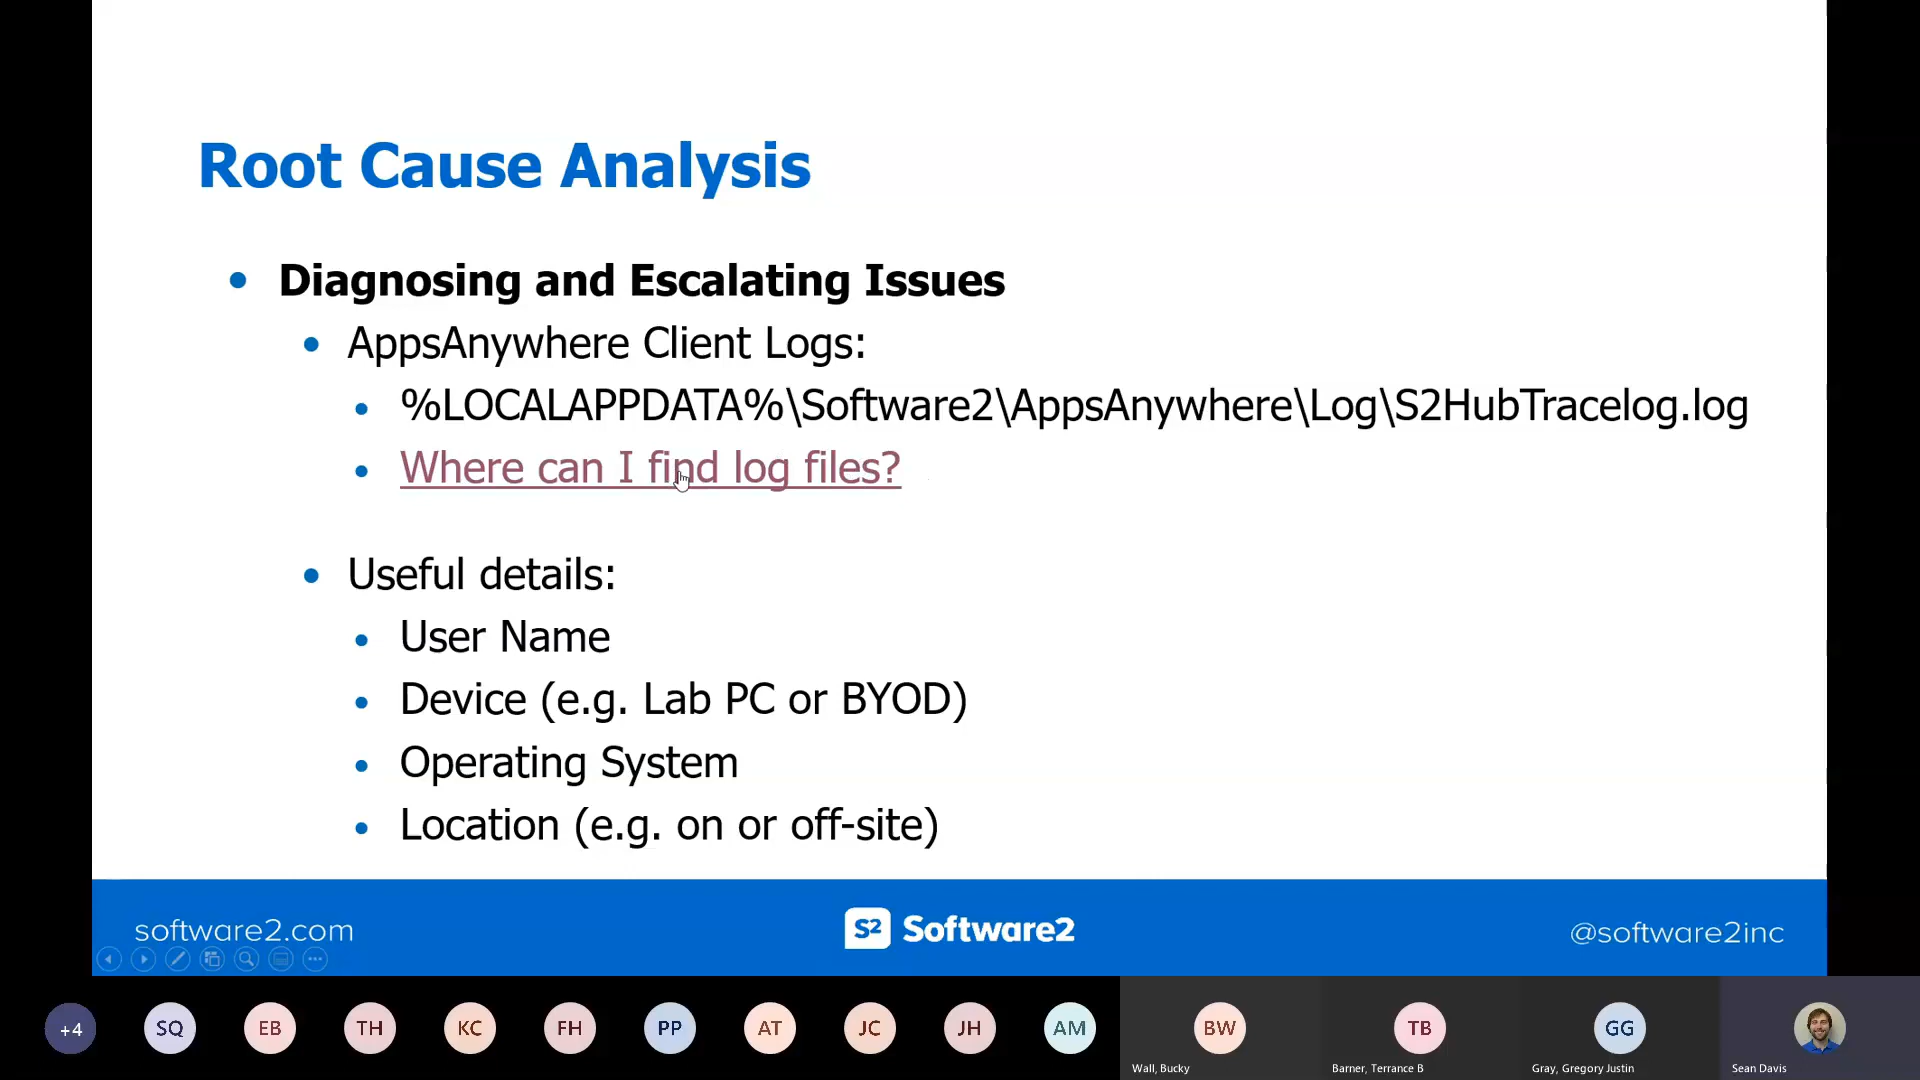 Root Cause Analysis
Diagnosing and Escalating Issues
AppsAnywhere Client Logs:
%LOCALAPPDATA%\Software2\AppsAnywhere\Log\S2HubTracelog.log
Where can I find log files?
Useful details:
User Name
Device (e.g. Lab PC or BYOD)
Operating System
Location (e.g. on or off-site)
software2.com
S2 Software2
@software2inc
+4
SQ
EB
TH
KC
FH
PP
AT
JC
JH
AM
BW
TB
GG
Wall, Bucky
Barner, Terrance B
Gray, Gregory Justin
Sean Davis